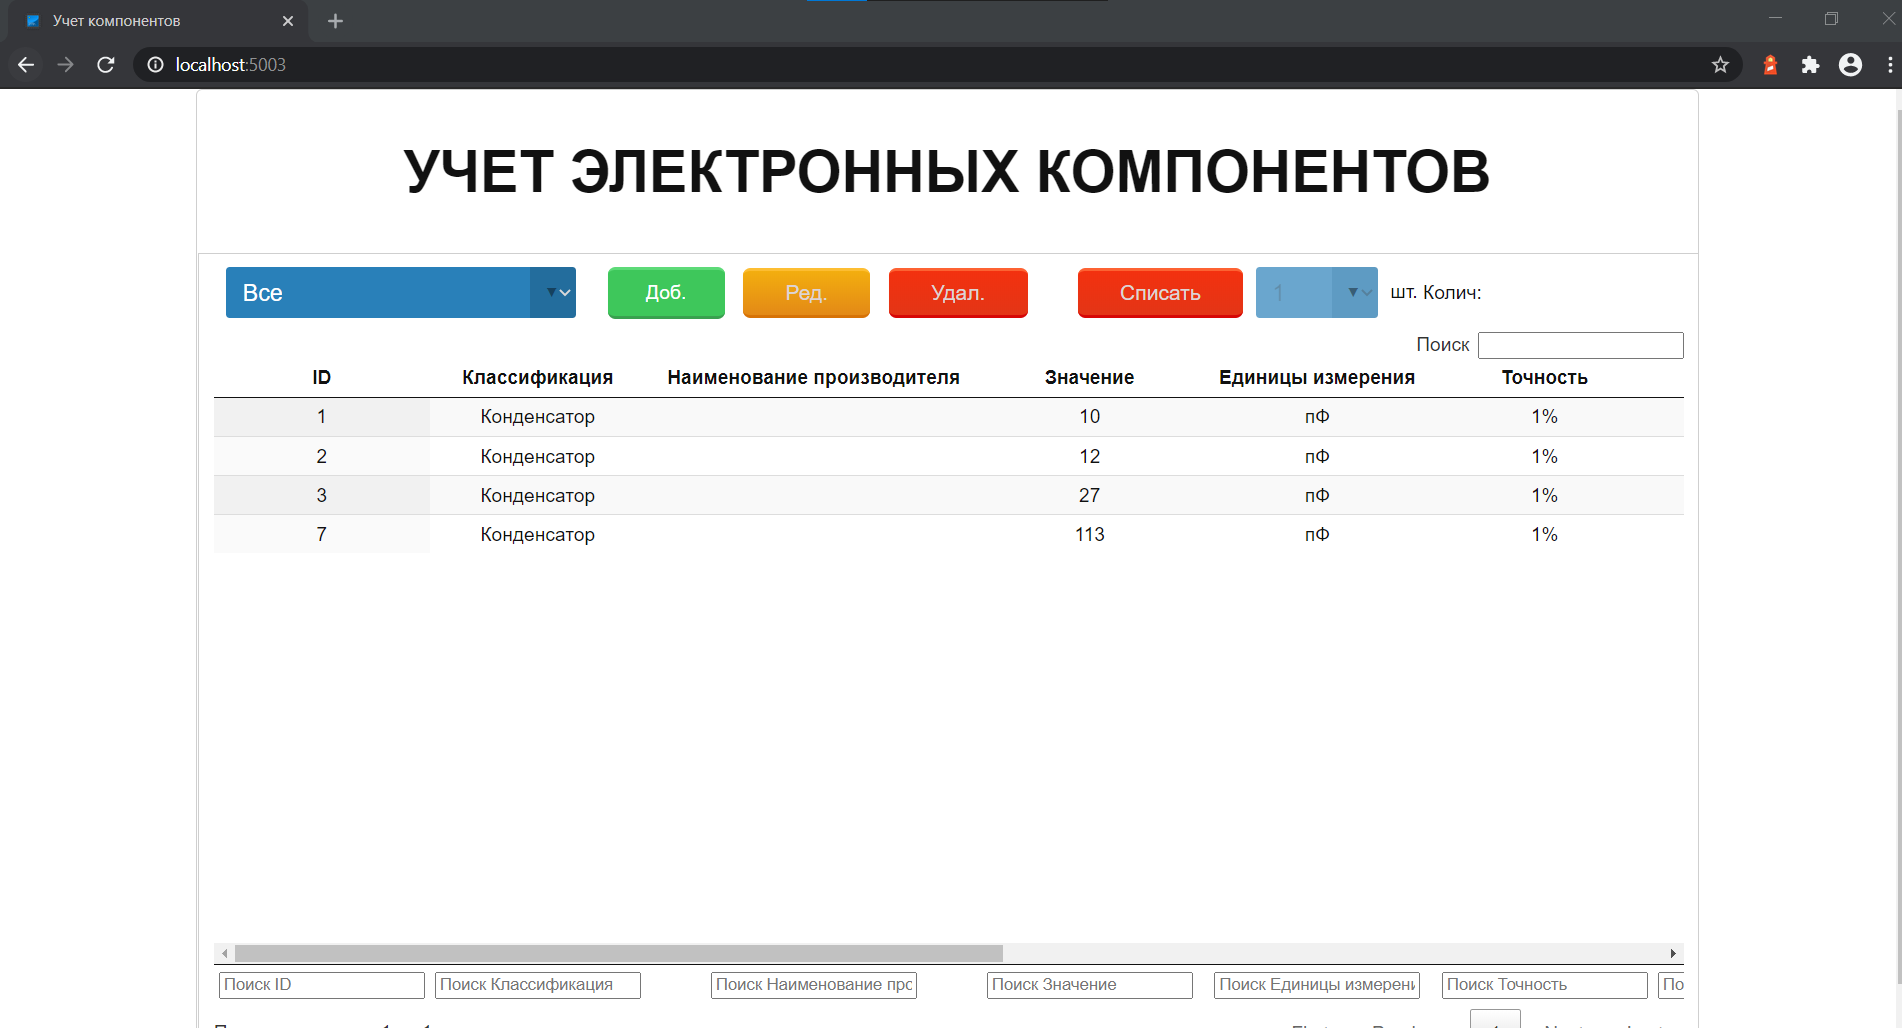 Учет компонентов
localhost:5003
УЧЕТ ЭЛЕКТРОННЫХ КОМПОНЕНТОВ
Все Доб. Ред. Удал. Списать 1 шт. Колич:
Поиск
ID Классификация Наименование производителя Значение Единицы измерения Точность
1 Конденсатор 10 пФ 1%
2 Конденсатор 12 пФ 1%
3 Конденсатор 27 пФ 1%
7 Конденсатор 113 пФ 1%
Поиск ID Поиск Классификация Поиск Наименование про Поиск Значение Поиск Единицы измерени Поиск Точность По